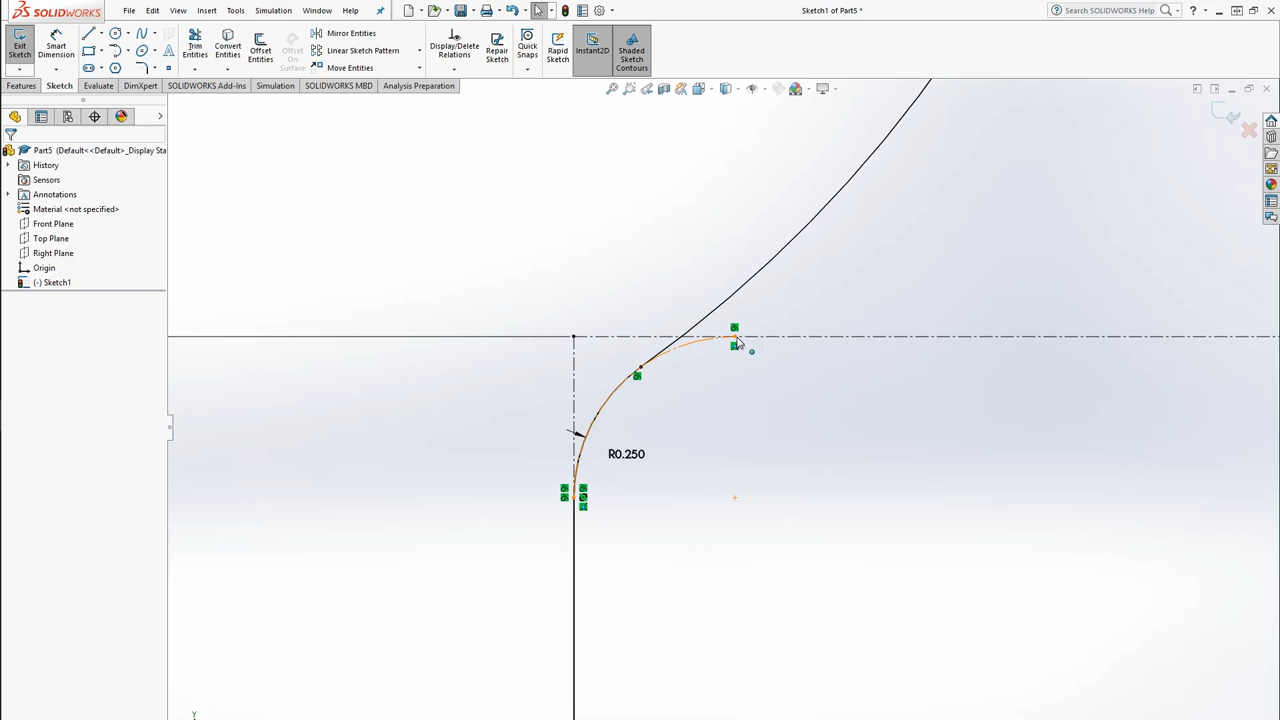 SOLIDWORKS File Edit View Insert Tools Simulation Window Help Sketch1 of Part5 * Search SOLIDWORKS Help
Exit Sketch
Smart Dimension
Trim Entities
Convert Entities
Offset Entities
Offset On Surface
Mirror Entities
Linear Sketch Pattern
Move Entities
Display/Delete Relations
Repair Sketch
Quick Snaps
Rapid Sketch
Instant2D
Shaded Sketch Contours
Features Sketch Evaluate DimXpert SOLIDWORKS Add-Ins Simulation SOLIDWORKS MBD Analysis Preparation
Part5 (Default<<Default>_Display Sta
History
Sensors
Annotations
Material <not specified>
Front Plane
Top Plane
Right Plane
Origin
(-) Sketch1
R0.250
Y